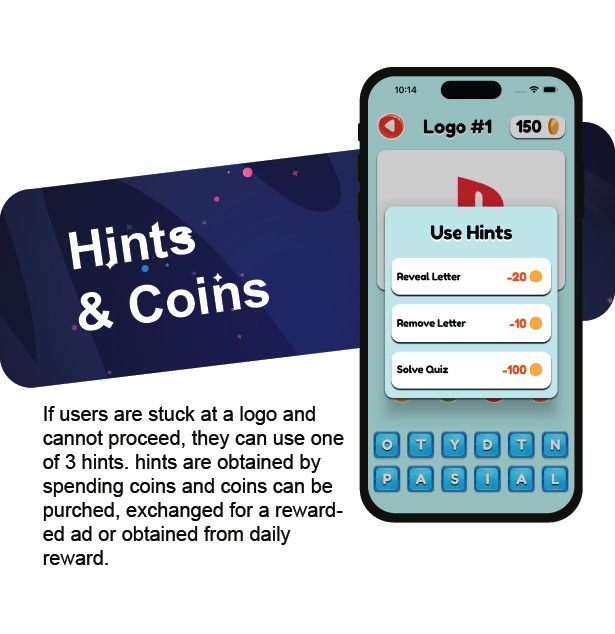 10:14
Logo #1
150
Hints
& Coins
Use Hints
Reveal Letter
-20
Remove Letter
-10
Solve Quiz
-100
O T Y D T N
P A S I A L
If users are stuck at a logo and
cannot proceed, they can use one
of 3 hints. hints are obtained by
spending coins and coins can be
purched, exchanged for a reward-
ed ad or obtained from daily
reward.